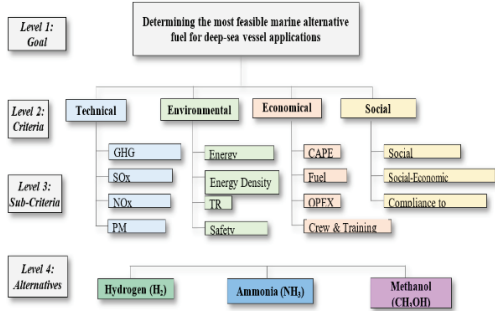 Level 1:
Goal
Determining the most feasible marine alternative
fuel for deep-sea vessel applications
Level 2:
Criteria
Technical
Environmental
Economical
Social
Level 3:
Sub-Criteria
GHG
SOx
NOx
PM
Energy
Energy Density
TR
Safety
CAPE
Fuel
OPEX
Crew & Training
Social
Social-Economic
Compliance to
Level 4:
Alternatives
Hydrogen (H₂)
Ammonia (NH₃)
Methanol
(CH₃OH)